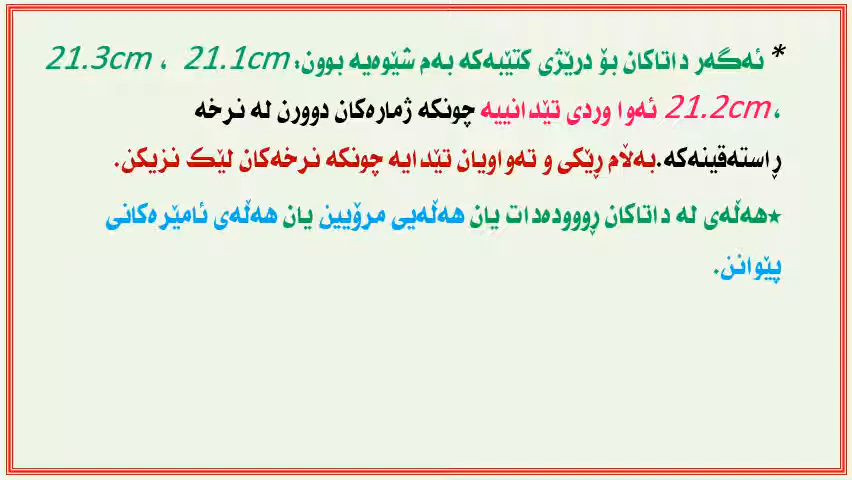 * ئەگەر داتاکان بۆ درێژی کتێبەکە بەم شێوەیە بوون: 21.1cm ، 21.3cm
، 21.2cm ئەوا وردی تێدانییە چونکە ژمارەکان دوورن لە نرخە
ڕاستەقینەکە.بەڵام ڕێکی و تەواویان تێدایە چونکە نرخەکان لێک نزیکن.
*هەڵەی لە داتاکان ڕووودەدات یان هەڵەیی مرۆیین یان هەڵەی ئامێرەکانی
پێوانن.